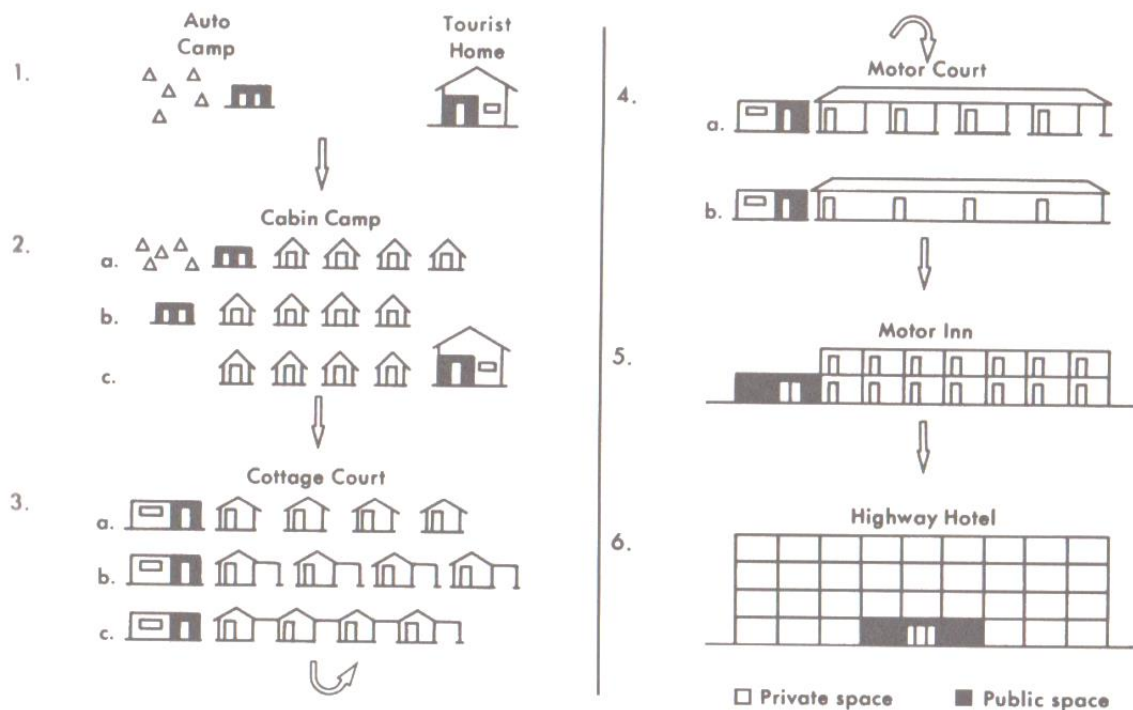 1.
Auto
Camp
Tourist
Home
2.
Cabin Camp
a.
b.
c.
3.
Cottage Court
a.
b.
c.
4.
Motor Court
a.
b.
5.
Motor Inn
6.
Highway Hotel
Private space
Public space